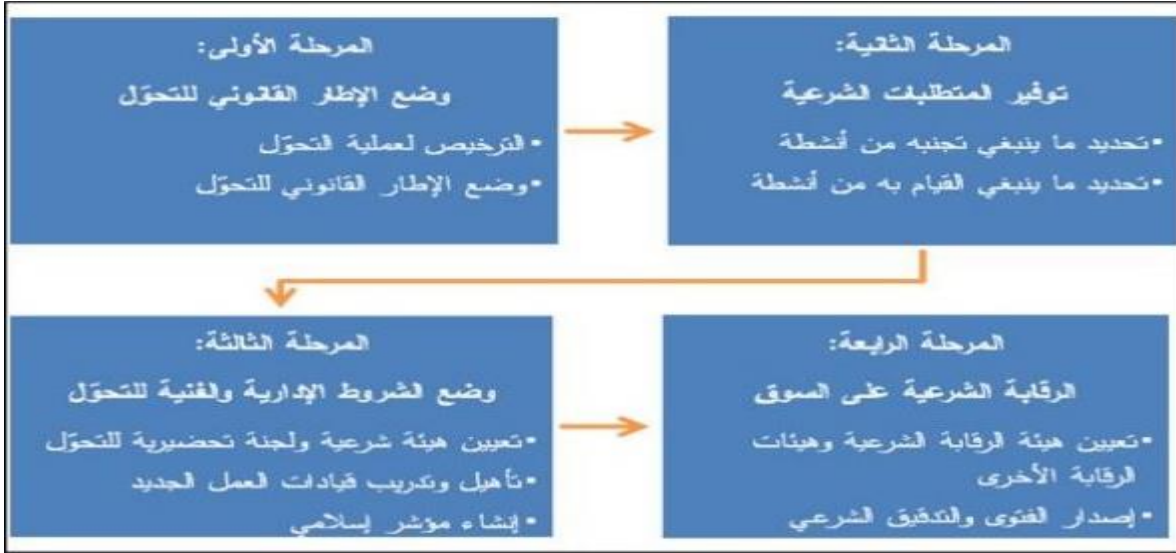 المرحلة الأولى:
وضع الإطار القانوني للتحوّل
•الترخيص لعملية التحوّل
•وضع الإطار القانوني للتحوّل
المرحلة الثانية:
توفير المتطلبات الشرعية
•تحديد ما ينبغي تجنبه من أنشطة
•تحديد ما ينبغي القيام به من أنشطة
المرحلة الثالثة:
وضع الشروط الإدارية والفنية للتحوّل
•تعيين هيئة شرعية ولجنة تحضيرية للتحوّل
•تأهيل وتدريب قيادات العمل الجديد
•إنشاء مؤشر إسلامي
المرحلة الرابعة:
الرقابة الشرعية على السوق
•تعيين هيئة الرقابة الشرعية وهيئات
الرقابة الأخرى
•إصدار الفتوى والتدقيق الشرعي